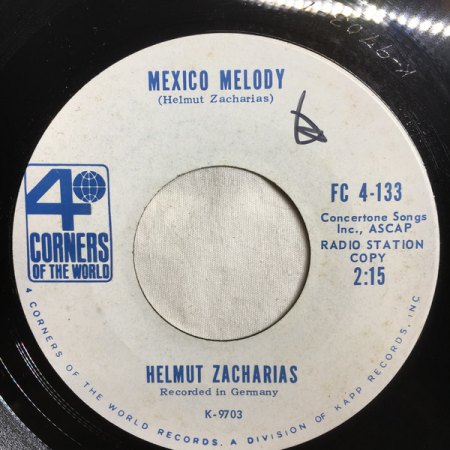 MEXICO MELODY
(Helmut Zacharias)
4
CORNERS
OF THE WORLD
FC 4-133
Concertone Songs
Inc., ASCAP
RADIO STATION
COPY
2:15
HELMUT ZACHARIAS
Recorded in Germany
K-9703
4 CORNERS OF THE WORLD RECORDS, A DIVISION OF KAPP RECORDS, INC